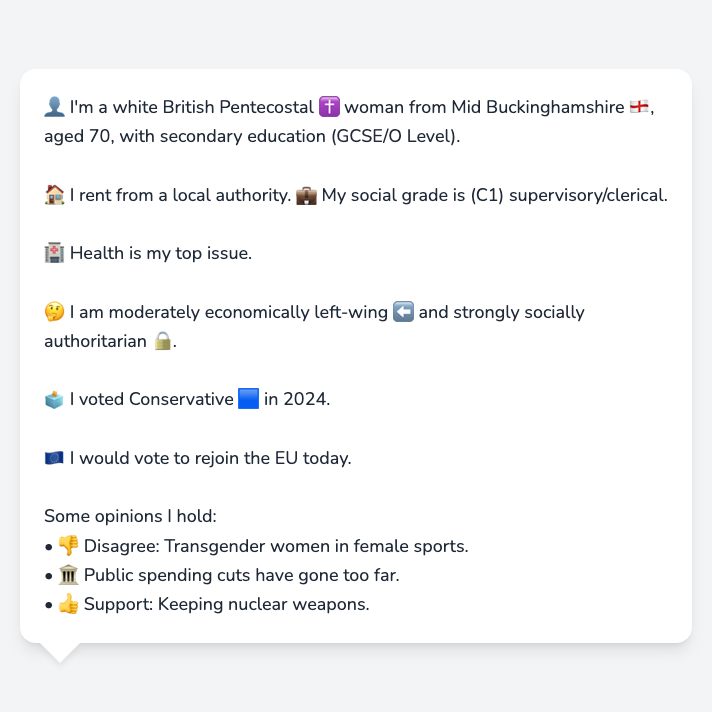 👤 I'm a white British Pentecostal ✝️ woman from Mid Buckinghamshire 🏴󠁧󠁢󠁥󠁮󠁧󠁿,
aged 70, with secondary education (GCSE/O Level).
🏠 I rent from a local authority. 💼 My social grade is (C1) supervisory/clerical.
🏥 Health is my top issue.
🤔 I am moderately economically left-wing ⬅️ and strongly socially
authoritarian 🔒.
🗳️ I voted Conservative 🟦 in 2024.
🇪🇺 I would vote to rejoin the EU today.
Some opinions I hold:
• 👎 Disagree: Transgender women in female sports.
• 🏛️ Public spending cuts have gone too far.
• 👍 Support: Keeping nuclear weapons.